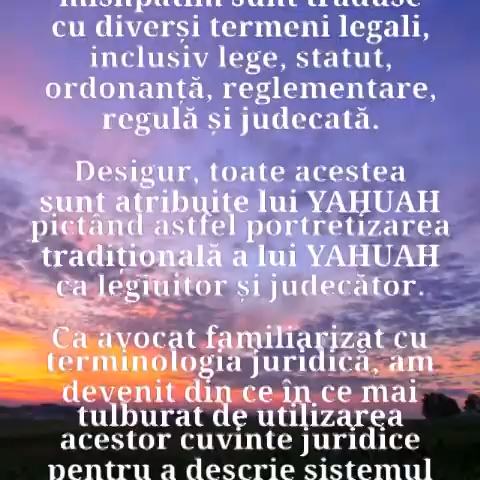 mishpatim sunt traduse
cu diverși termeni legali,
inclusiv lege, statut,
ordonanță, reglementare,
regulă și judecată.
Desigur, toate acestea
sunt atribuite lui YAHUAH
pictând astfel portretizarea
tradițională a lui YAHUAH
ca legiuitor și judecător.
Ca avocat familiarizat cu
terminologia juridică, am
devenit din ce în ce mai
tulburat de utilizarea
acestor cuvinte juridice
pentru a descrie sistemul